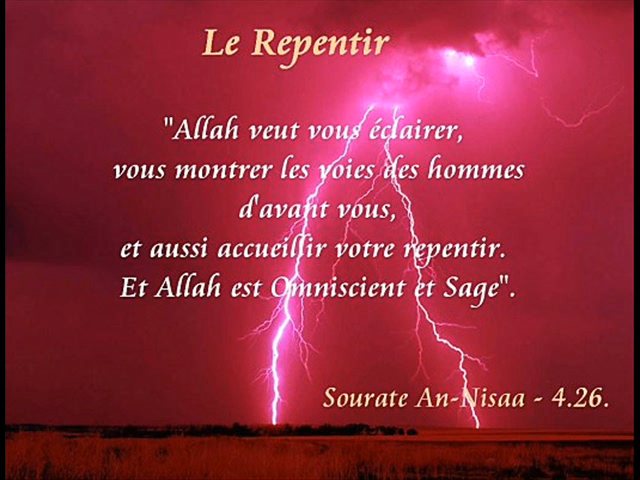 Le Repentir
"Allah veut vous éclairer,
vous montrer les voies des hommes
d'avant vous,
et aussi accueillir votre repentir.
Et Allah est Omniscient et Sage".
Sourate An-Nisaa - 4.26.